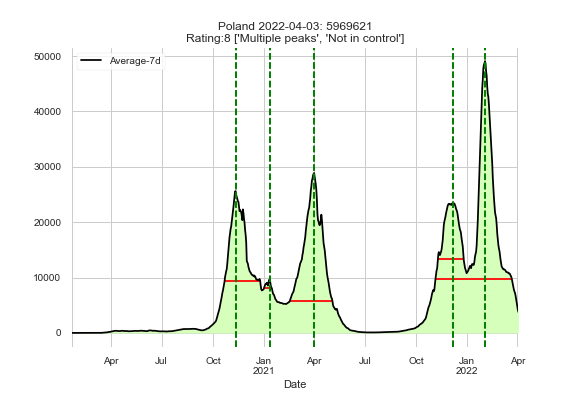 Poland 2022-04-03: 5969621
Rating:8 ['Multiple peaks', 'Not in control']
Average-7d
50000
40000
30000
20000
10000
0
Apr Jul Oct Jan Apr Jul Oct Jan Apr
2021 2022
Date